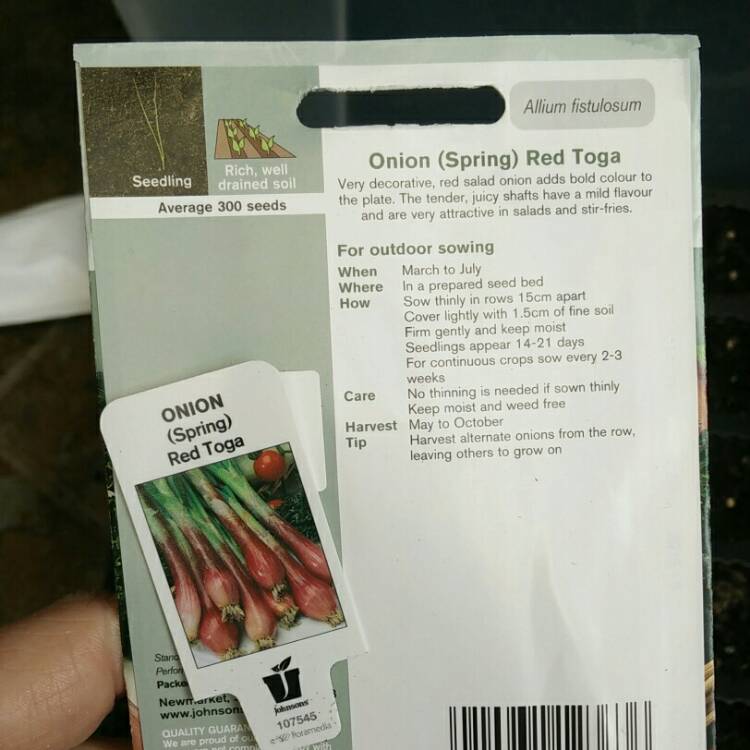 Allium fistulosum
Seedling
Rich, well
drained soil
Average 300 seeds
Onion (Spring) Red Toga
Very decorative, red salad onion adds bold colour to
the plate. The tender, juicy shafts have a mild flavour
and are very attractive in salads and stir-fries.
For outdoor sowing
When March to July
Where In a prepared seed bed
How Sow thinly in rows 15cm apart
Cover lightly with 1.5cm of fine soil
Firm gently and keep moist
Seedlings appear 14-21 days
For continuous crops sow every 2-3
weeks
Care No thinning is needed if sown thinly
Keep moist and weed free
Harvest May to October
Tip Harvest alternate onions from the row,
leaving others to grow on
ONION
(Spring)
Red Toga
Johnsons
107545
Newmarket,
www.johnsons
QUALITY
We are proud of
with